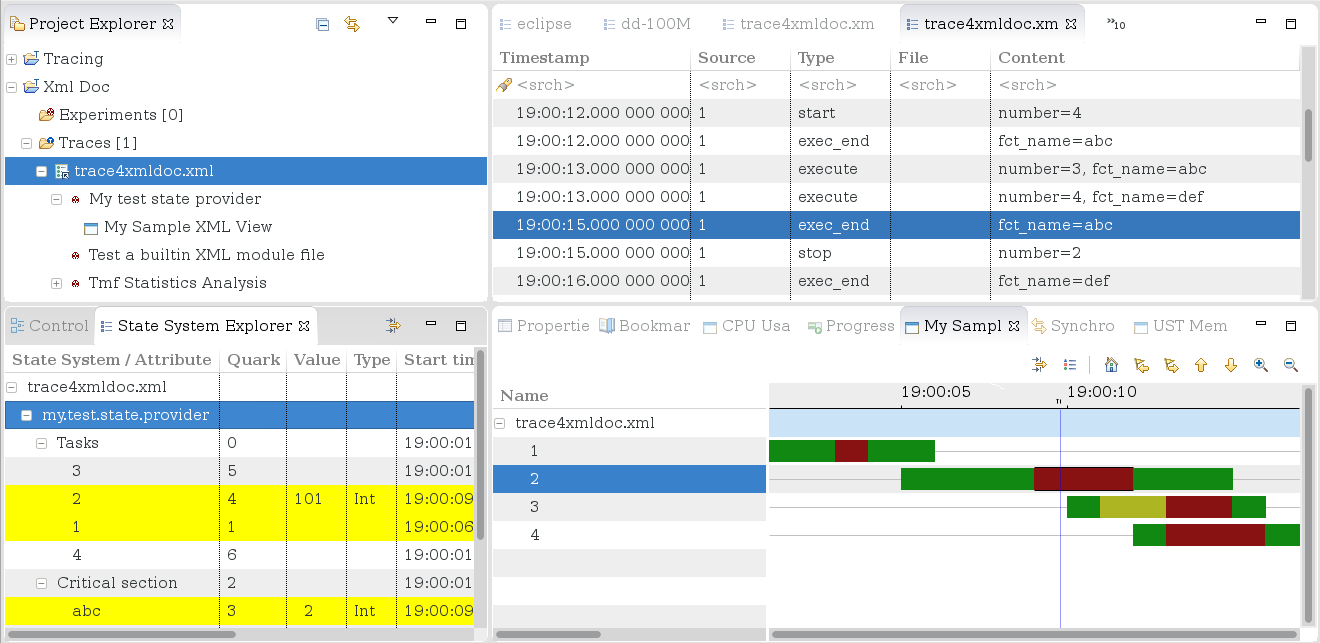 Project Explorer
Tracing
Xml Doc
Experiments [0]
Traces [1]
trace4xmldoc.xml
My test state provider
My Sample XML View
Test a builtin XML module file
Tmf Statistics Analysis
eclipse dd-100M trace4xmldoc.xm trace4xmldoc.xm »10
Timestamp Source Type File Content
<srch> <srch> <srch> <srch> <srch>
19:00:12.000 000 000 1 start number=4
19:00:12.000 000 000 1 exec_end fct_name=abc
19:00:13.000 000 000 1 execute number=3, fct_name=abc
19:00:13.000 000 000 1 execute number=4, fct_name=def
19:00:15.000 000 000 1 exec_end fct_name=abc
19:00:15.000 000 000 1 stop number=2
19:00:16.000 000 000 1 exec_end fct_name=def
Control State System Explorer
State System / Attribute Quark Value Type Start tim
trace4xmldoc.xml
my.test.state.provider
Tasks 0 19:00:01
3 5 19:00:01
2 4 101 Int 19:00:09
1 1 19:00:06
4 6 19:00:01
Critical section 2 19:00:01
abc 3 2 Int 19:00:09
Propertie Bookmar CPU Usa Progress My Sampl Synchro UST Mem
19:00:05 19:00:10
Name
trace4xmldoc.xml
1
2
3
4